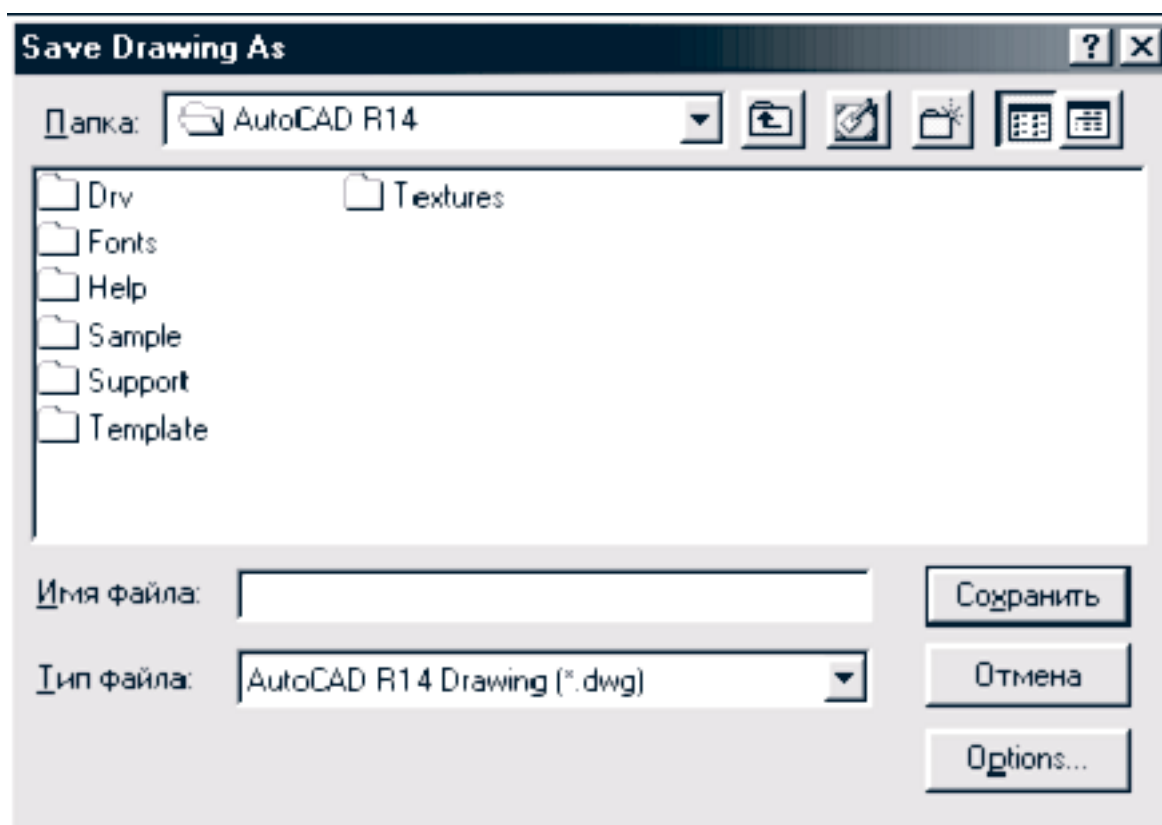 Save Drawing As
Папка: AutoCAD R14
Drv Textures
Fonts
Help
Sample
Support
Template
Имя файла: Сохранить
Тип файла: AutoCAD R14 Drawing (*.dwg) Отмена
Options...